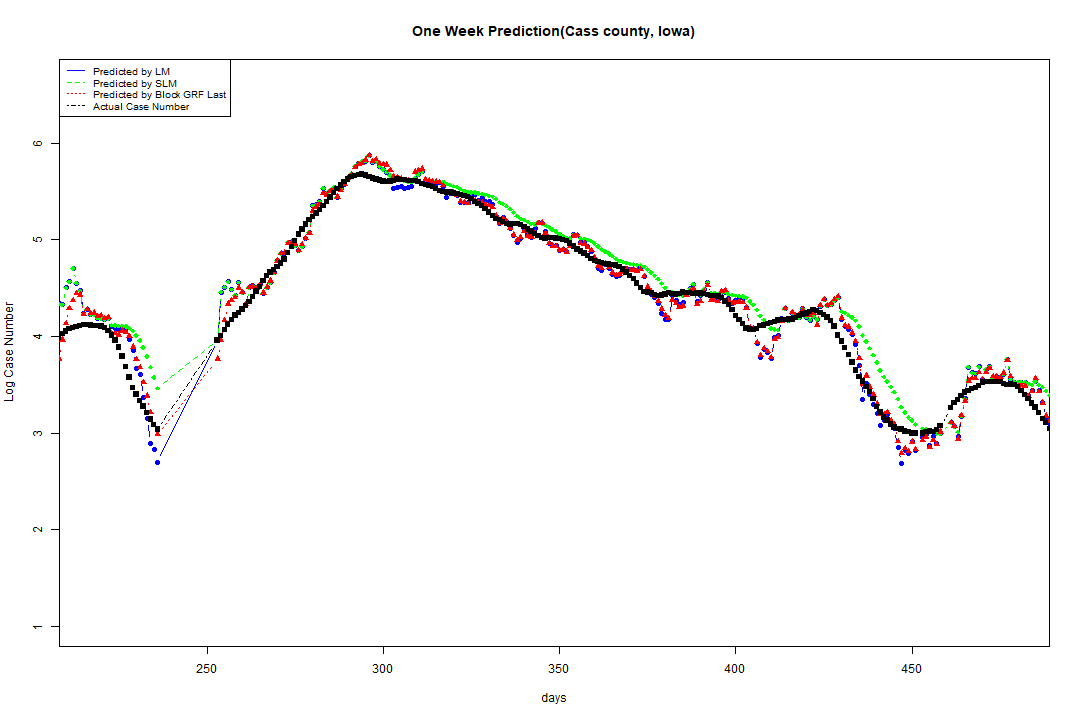 One Week Prediction(Cass county, Iowa)
Predicted by LM
Predicted by SLM
Predicted by Block GRF Last
Actual Case Number
6
5
4
3
2
1
Log Case Number
250 300 350 400 450
days